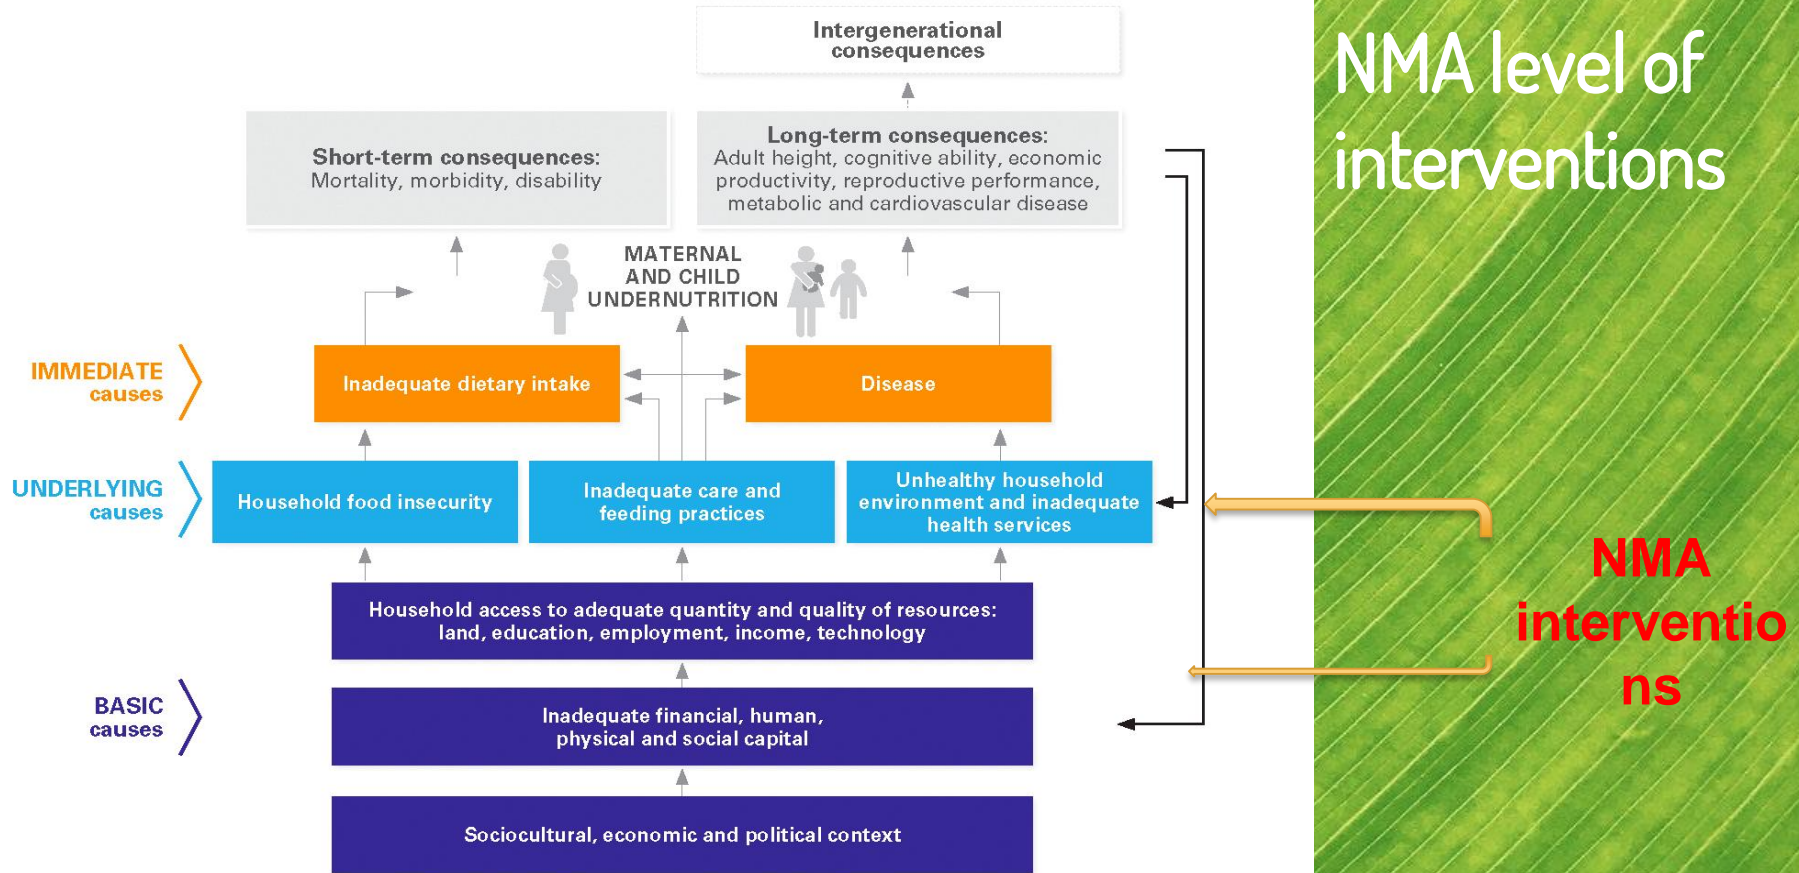 Intergenerational
consequences
NMA level of
interventions
Short-term consequences:
Mortality, morbidity, disability
Long-term consequences:
Adult height, cognitive ability, economic
productivity, reproductive performance,
metabolic and cardiovascular disease
MATERNAL
AND CHILD
UNDERNUTRITION
IMMEDIATE
causes
Inadequate dietary intake
Disease
UNDERLYING
causes
Household food insecurity
Inadequate care and
feeding practices
Unhealthy household
environment and inadequate
health services
NMA
interventio
ns
Household access to adequate quantity and quality of resources:
land, education, employment, income, technology
BASIC
causes
Inadequate financial, human,
physical and social capital
Sociocultural, economic and political context